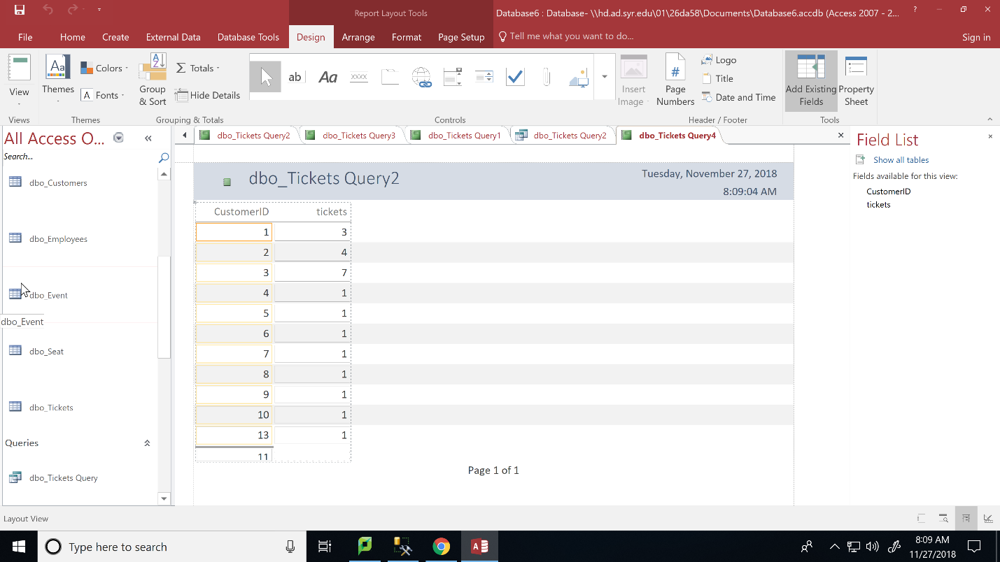 Report Layout Tools
Database6 : Database- \\hd.ad.syr.edu\01\26da58\Documents\Database6.accdb (Access 2007 - 2...
?
File Home Create External Data Database Tools Design Arrange Format Page Setup Tell me what you want to do... Sign in
View
Views
Aa
Themes
Colors
A Fonts
Themes
Group & Sort
Σ Totals
Hide Details
Grouping & Totals
ab Aa XXXX
Controls
Insert Image
#
Page Numbers
Logo
Title
Date and Time
Header / Footer
Add Existing Fields
Property Sheet
Tools
All Access O...
Search...
dbo_Customers
dbo_Employees
dbo_Event
dbo_Event
dbo_Seat
dbo_Tickets
Queries
dbo_Tickets Query
dbo_Tickets Query2 dbo_Tickets Query3 dbo_Tickets Query1 dbo_Tickets Query2 dbo_Tickets Query4
dbo_Tickets Query2
Tuesday, November 27, 2018
8:09:04 AM
CustomerID tickets
1 3
2 4
3 7
4 1
5 1
6 1
7 1
8 1
9 1
10 1
13 1
11
Page 1 of 1
Field List
Show all tables
Fields available for this view:
CustomerID
tickets
Layout View
Type here to search
8:09 AM
11/27/2018